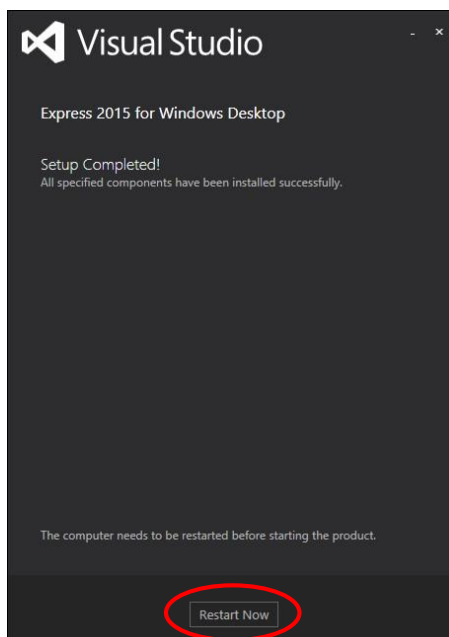 Visual Studio
Express 2015 for Windows Desktop
Setup Completed!
All specified components have been installed successfully.
The computer needs to be restarted before starting the product.
Restart Now